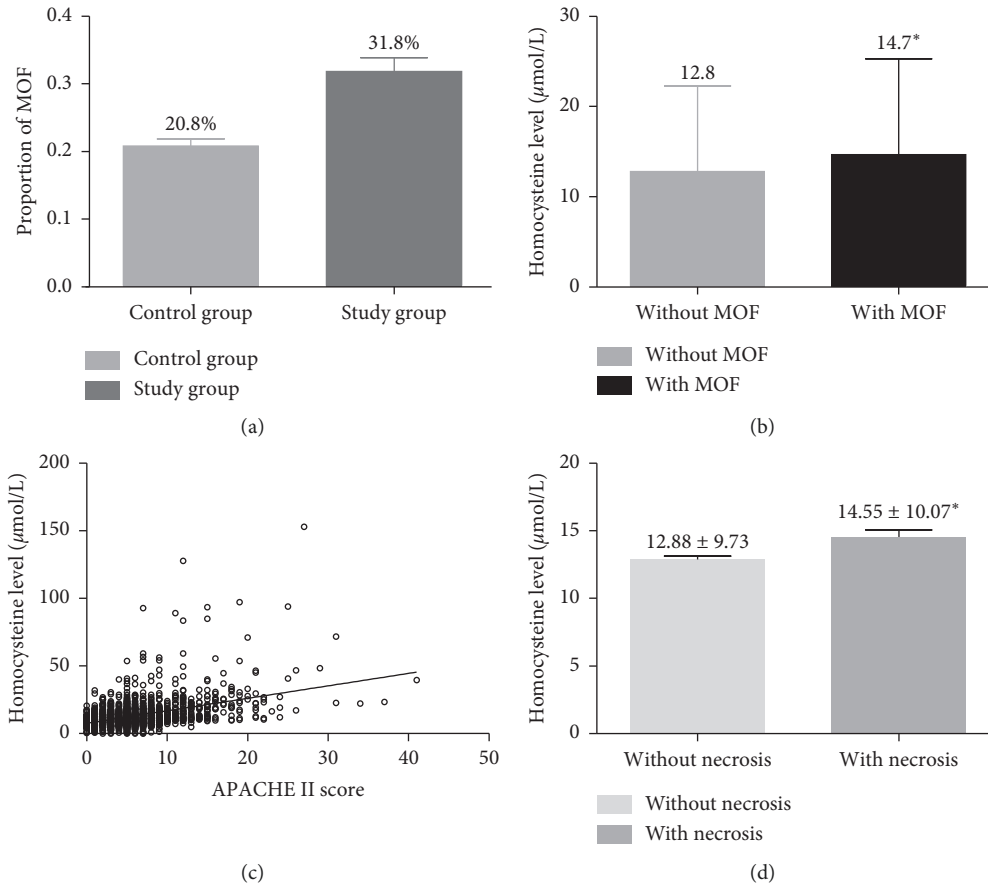 0.4
0.3
0.2
0.1
0.0
Proportion of MOF
20.8%
31.8%
Control group
Study group
Control group
Study group
(a)
30
20
10
0
Homocysteine level (μmol/L)
12.8
14.7*
Without MOF
With MOF
Without MOF
With MOF
(b)
200
150
100
50
0
Homocysteine level (μmol/L)
0 10 20 30 40 50
APACHE II score
(c)
20
15
10
5
0
Homocysteine level (μmol/L)
12.88 ± 9.73
14.55 ± 10.07*
Without necrosis
With necrosis
Without necrosis
With necrosis
(d)